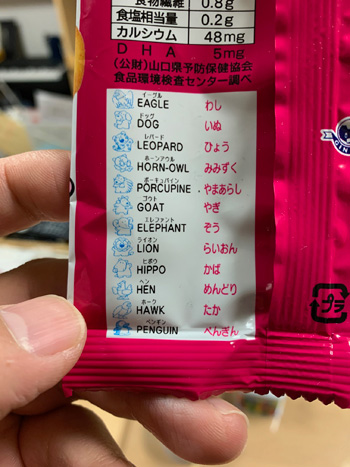 食物繊維 0.8g
食塩相当量 0.2g
カルシウム 48mg
DHA 5mg
(公財)山口県予防保健協会
食品環境検査センター調べ
イーグル
EAGLE わし
ドッグ
DOG いぬ
レパード
LEOPARD ひょう
ホーンアウル
HORN-OWL みみずく
ポーキュパイン
PORCUPINE やまあらし
ゴウト
GOAT やぎ
エレファント
ELEPHANT ぞう
ライオン
LION らいおん
ヒポウ
HIPPO かば
ヘン
HEN めんどり
ホーク
HAWK たか
ペンギン
PENGUIN ぺんぎん
プラ